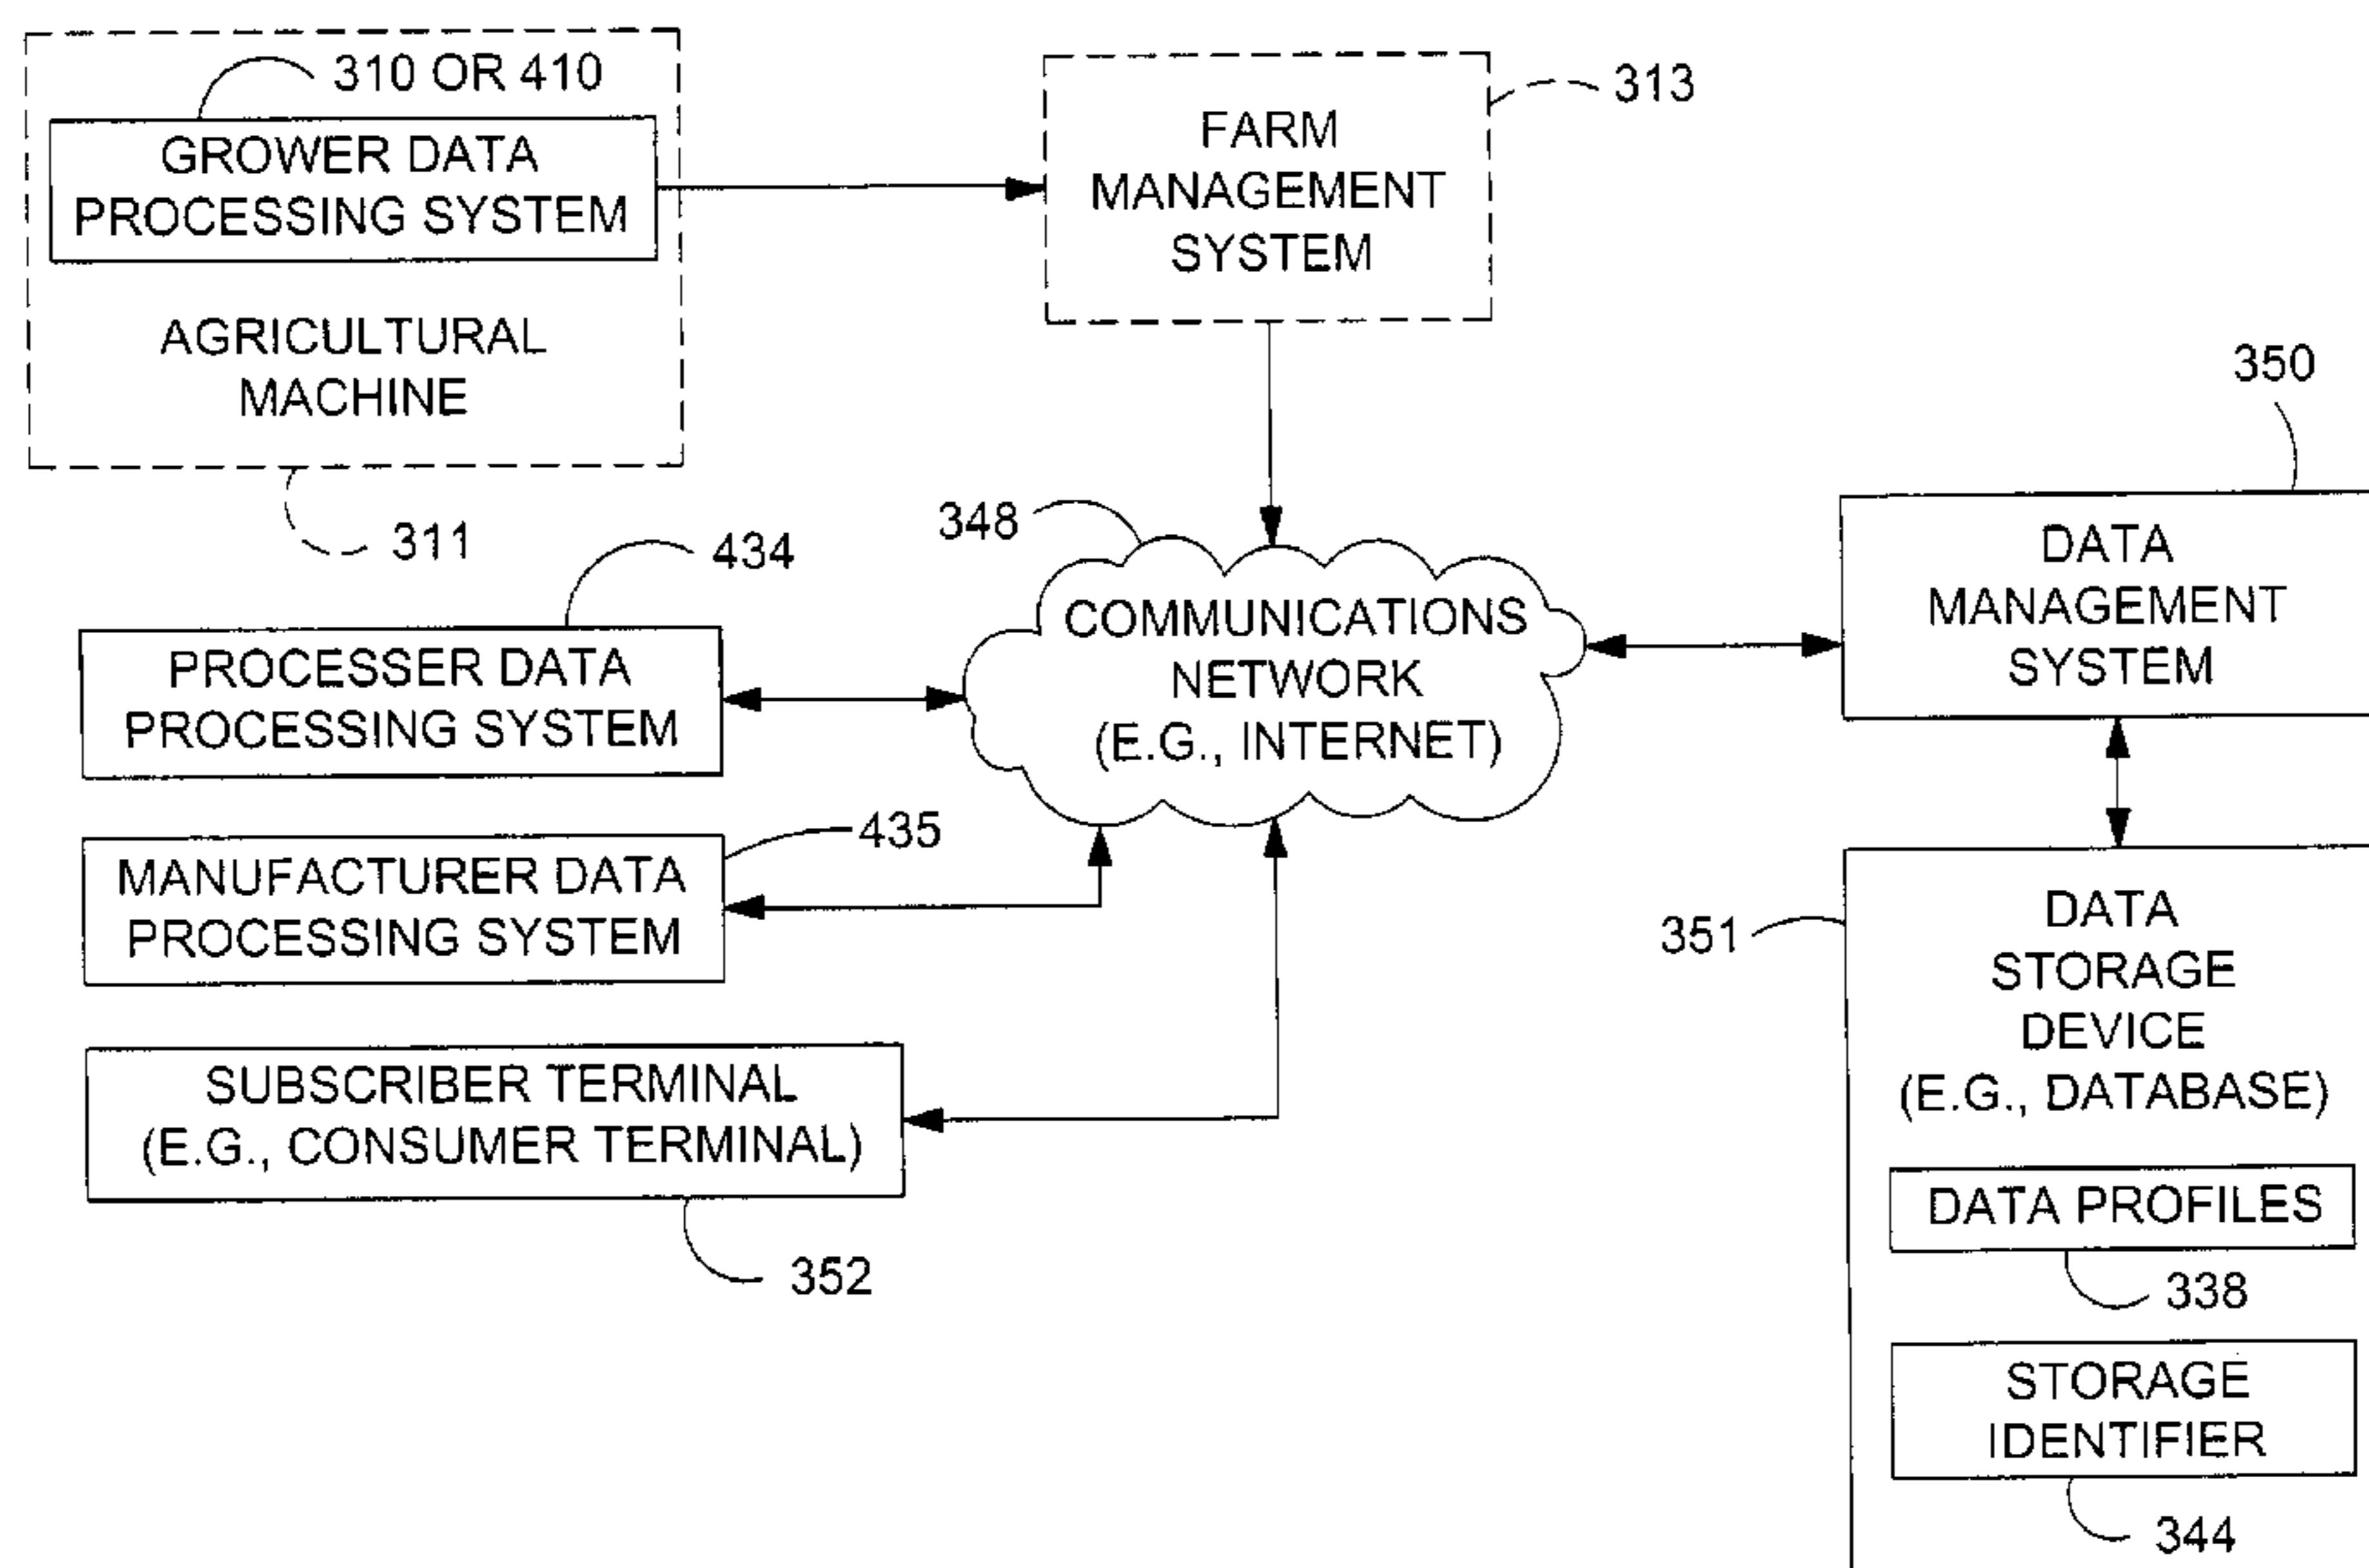 310 OR 410
GROWER DATA
PROCESSING SYSTEM
AGRICULTURAL
MACHINE
311
FARM
MANAGEMENT
SYSTEM
313
348
COMMUNICATIONS
NETWORK
(E.G., INTERNET)
350
DATA
MANAGEMENT
SYSTEM
434
PROCESSER DATA
PROCESSING SYSTEM
435
MANUFACTURER DATA
PROCESSING SYSTEM
SUBSCRIBER TERMINAL
(E.G., CONSUMER TERMINAL)
352
351
DATA
STORAGE
DEVICE
(E.G., DATABASE)
DATA PROFILES
338
STORAGE
IDENTIFIER
344